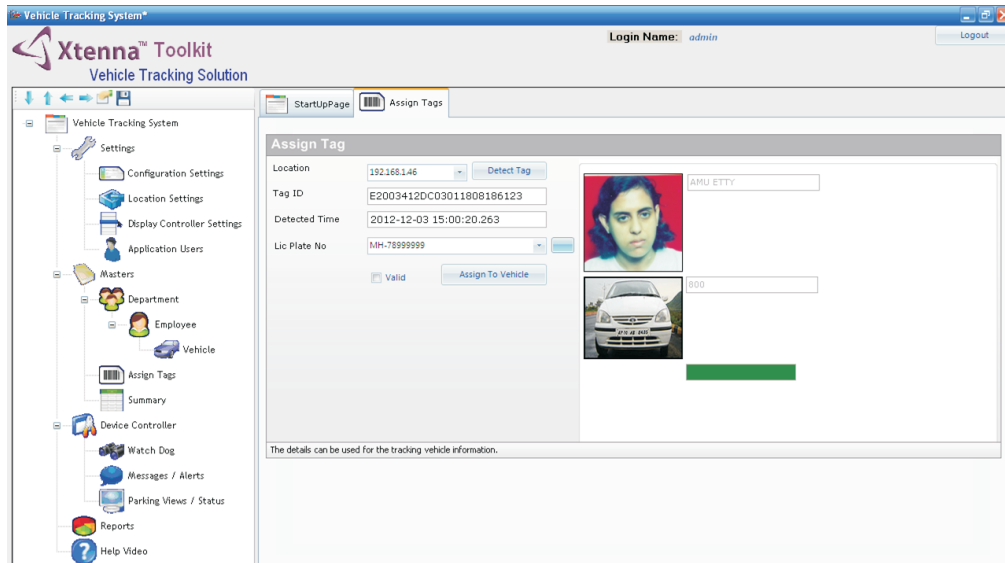 Vehicle Tracking System*
Xtenna™ Toolkit
Vehicle Tracking Solution
Login Name: admin
Logout
Vehicle Tracking System
Settings
Configuration Settings
Location Settings
Display Controller Settings
Application Users
Masters
Department
Employee
Vehicle
Assign Tags
Summary
Device Controller
Watch Dog
Messages / Alerts
Parking Views / Status
Reports
Help Video
StartUpPage
Assign Tags
Assign Tag
Location
192.168.1.46
Detect Tag
Tag ID
E2003412DC03011808186123
Detected Time
2012-12-03 15:00:20.263
Lic Plate No
MH-78999999
Valid
Assign To Vehicle
AMU ETTY
800
The details can be used for the tracking vehicle information.